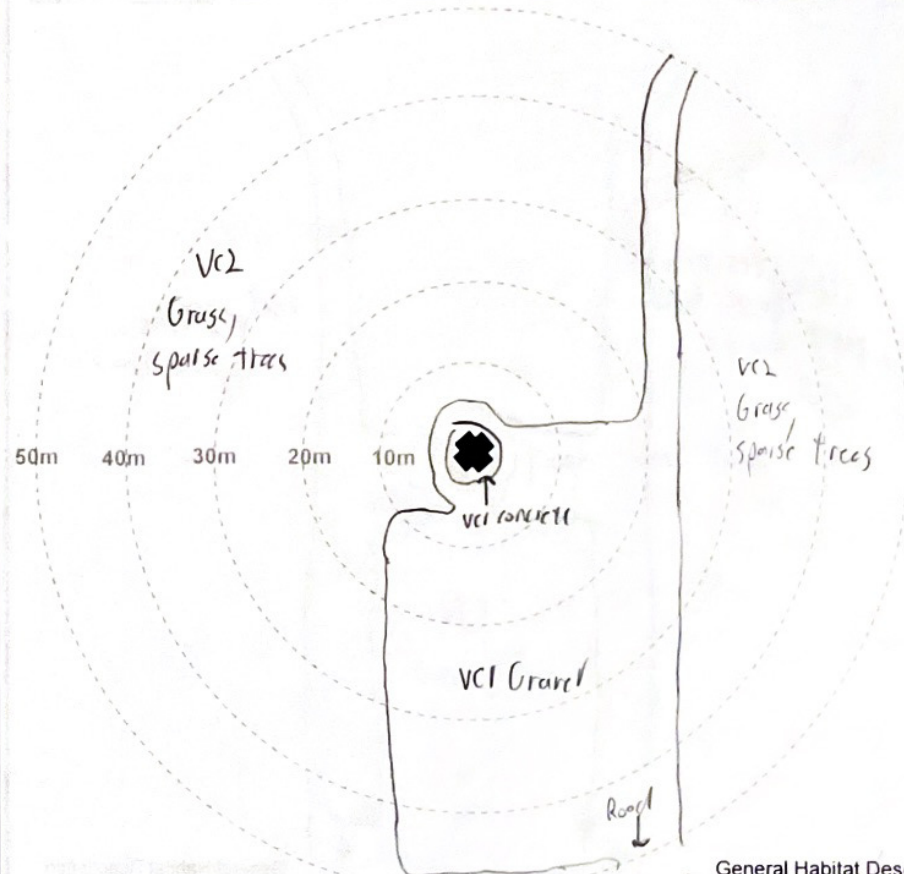 VC2
Grass,
sparse trees
VC2
Grass,
sparse trees
50m 40m 30m 20m 10m
VC1 concrete
VC1 Gravel
Road
General Habitat Des